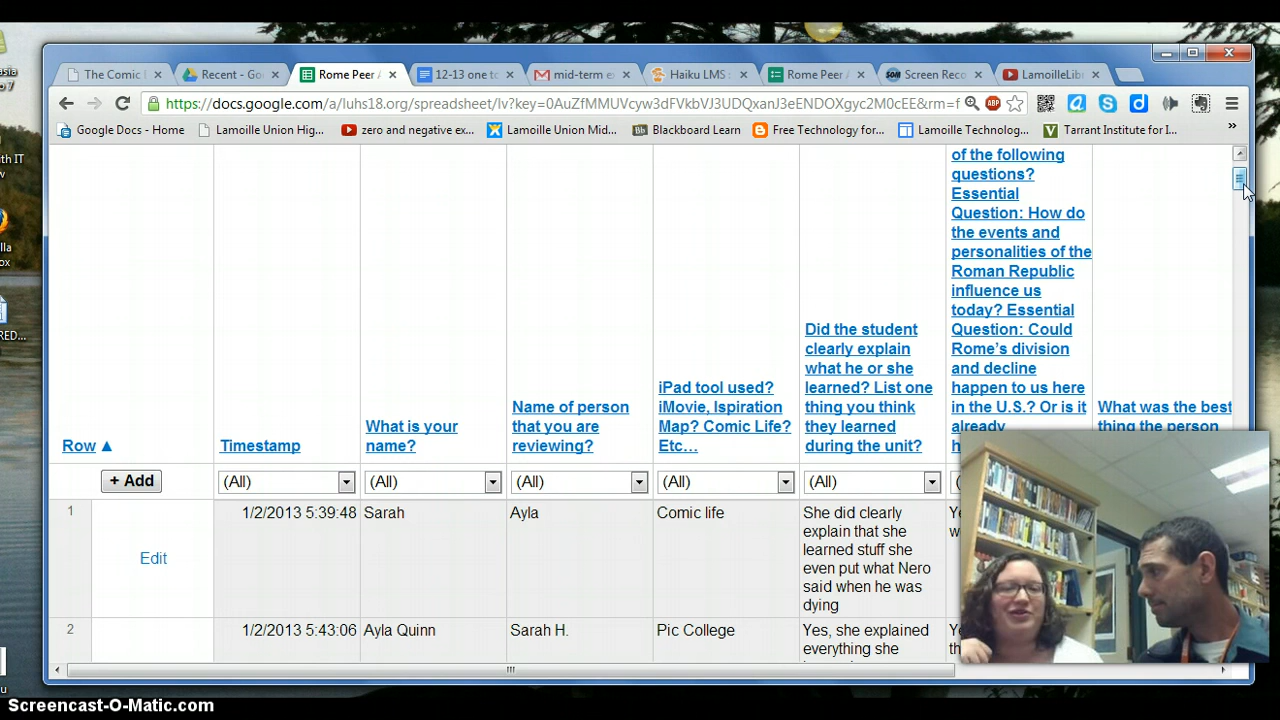 The Comic
Recent - Go
Rome Peer
12-13 one to
mid-term e
Haiku LMS
Rome Peer
Screen Reco
LamoilleLib
https://docs.google.com/a/luhs18.org/spreadsheet/lv?key=0AuZfMMUVcyw3dFVkbVJ3UDQxanJ3eENDOXgyc2M0cEE&rm=f
Google Docs - Home
Lamoille Union Hig...
zero and negative ex...
Lamoille Union Mid...
Blackboard Learn
Free Technology for...
Lamoille Technolog...
Tarrant Institute for I...
of the following
questions?
Essential
Question: How do
the events and
personalities of the
Roman Republic
influence us
today? Essential
Question: Could
Rome's division
and decline
happen to us here
in the U.S.? Or is it
already
Did the student
clearly explain
what he or she
learned? List one
thing you think
they learned
during the unit?
iPad tool used?
iMovie, Ispiration
Map? Comic Life?
Etc...
Name of person
that you are
reviewing?
What is your
name?
What was the best
thing the person
Row ▲
Timestamp
+ Add
(All)
(All)
(All)
(All)
(All)
1
Edit
1/2/2013 5:39:48
Sarah
Ayla
Comic life
She did clearly
explain that she
learned stuff she
even put what Nero
said when he was
dying
2
1/2/2013 5:43:06
Ayla Quinn
Sarah H.
Pic College
Yes, she explained
everything she
Screencast-O-Matic.com